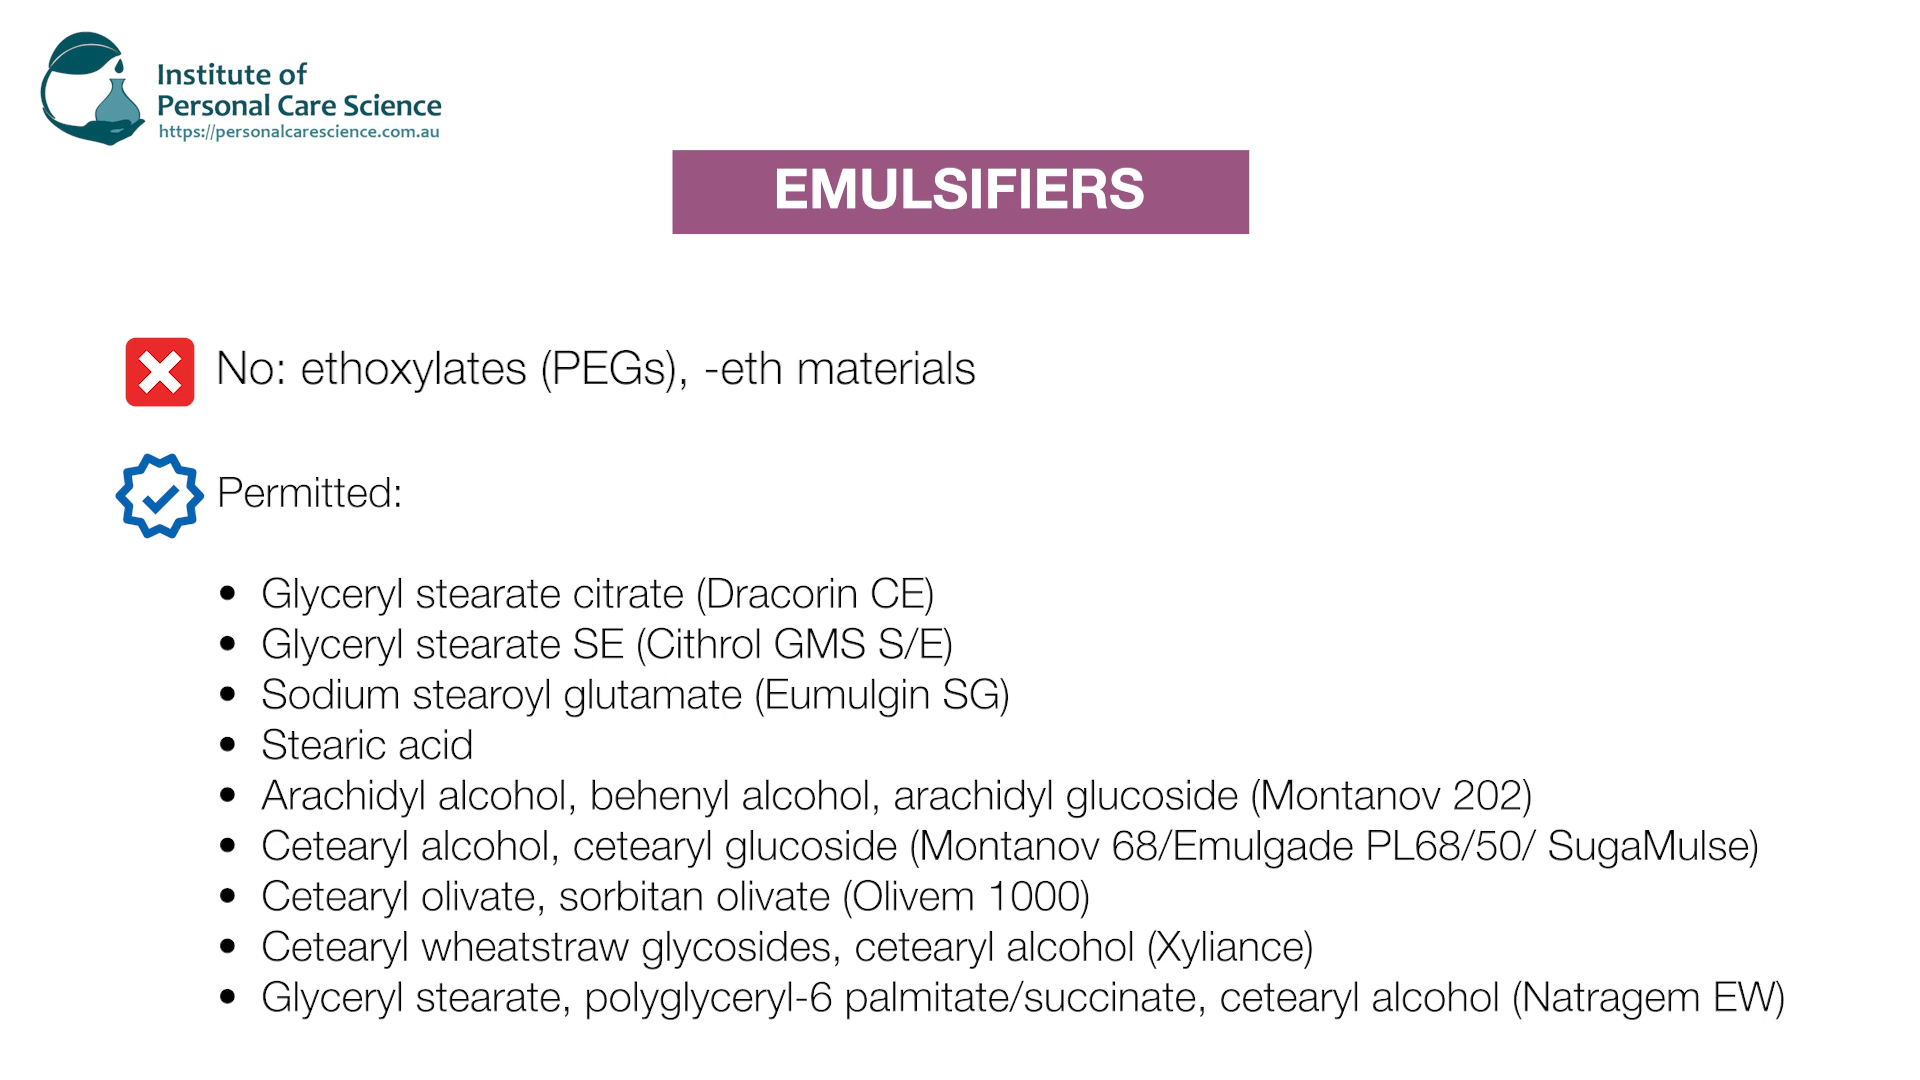 Institute of
Personal Care Science
https://personalcarescience.com.au
EMULSIFIERS
No: ethoxylates (PEGs), -eth materials
Permitted:
• Glyceryl stearate citrate (Dracorin CE)
• Glyceryl stearate SE (Cithrol GMS S/E)
• Sodium stearoyl glutamate (Eumulgin SG)
• Stearic acid
• Arachidyl alcohol, behenyl alcohol, arachidyl glucoside (Montanov 202)
• Cetearyl alcohol, cetearyl glucoside (Montanov 68/Emulgade PL68/50/ SugaMulse)
• Cetearyl olivate, sorbitan olivate (Olivem 1000)
• Cetearyl wheatstraw glycosides, cetearyl alcohol (Xyliance)
• Glyceryl stearate, polyglyceryl-6 palmitate/succinate, cetearyl alcohol (Natragem EW)